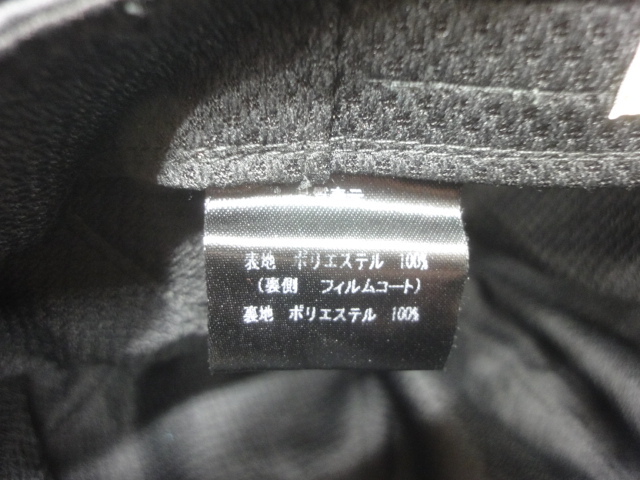 表地 ポリエステル 100%
（裏側 フィルムコート）
裏地 ポリエステル 100%